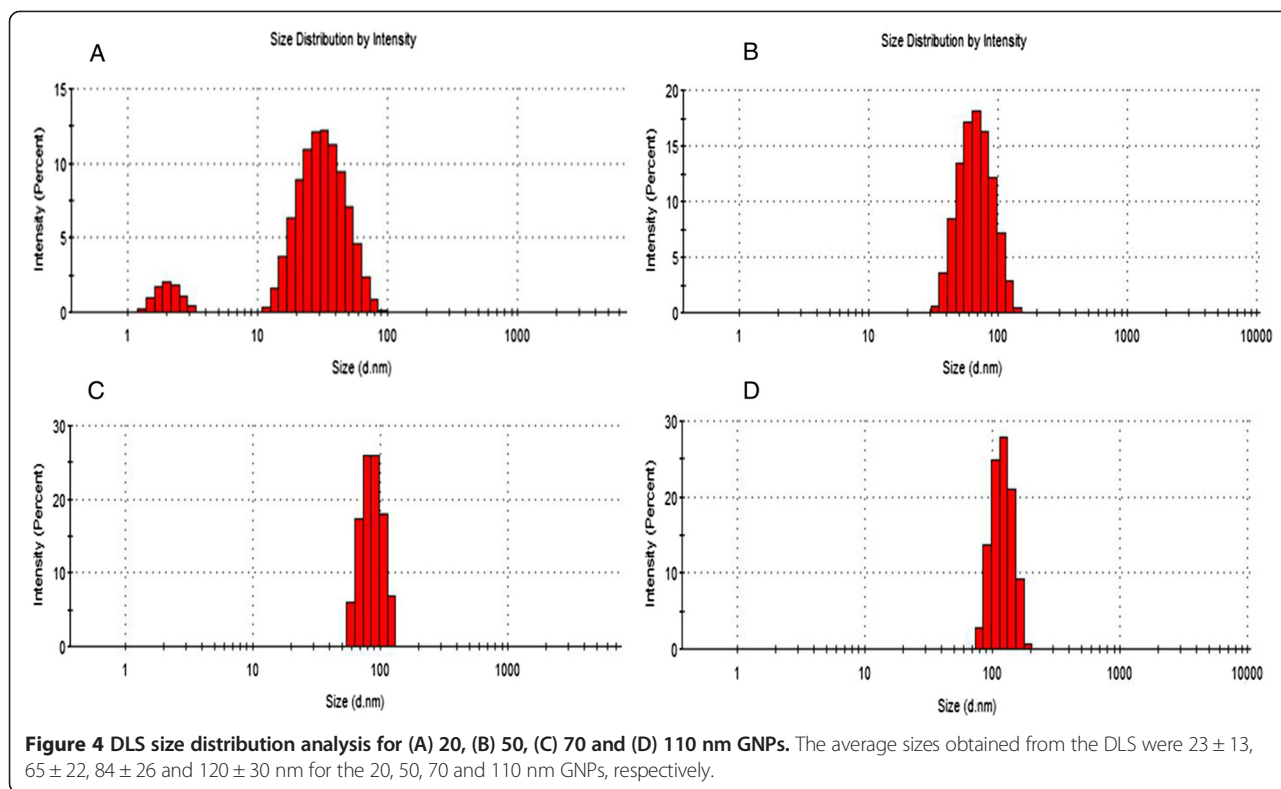 A
Size Distribution by Intensity
Intensity (Percent)
15
10
5
0
1
10
100
1000
Size (d.nm)
B
Size Distribution by Intensity
Intensity (Percent)
20
15
10
5
0
1
10
100
1000
10000
Size (d.nm)
C
Intensity (Percent)
30
20
10
0
1
10
100
1000
Size (d.nm)
D
Intensity (Percent)
30
20
10
0
1
10
100
1000
10000
Size (d.nm)
Figure 4 DLS size distribution analysis for (A) 20, (B) 50, (C) 70 and (D) 110 nm GNPs. The average sizes obtained from the DLS were 23 ± 13,
65 ± 22, 84 ± 26 and 120 ± 30 nm for the 20, 50, 70 and 110 nm GNPs, respectively.